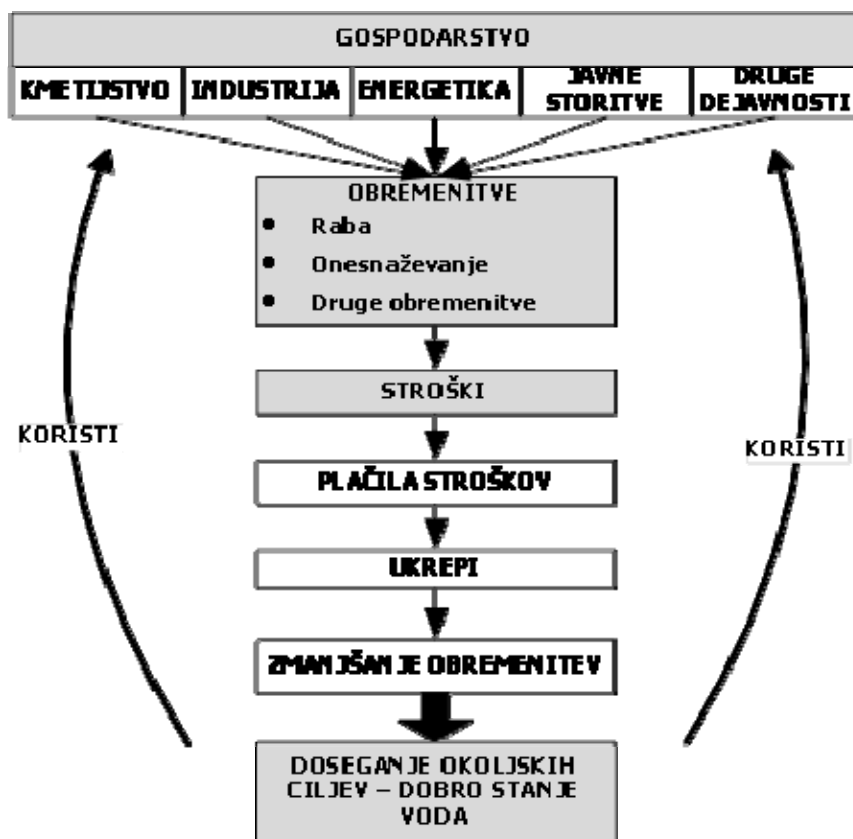 GOSPODARSTVO
KMETIJSTVO
INDUSTRIJA
ENERGETIKA
JAVNE
STORITVE
DRUGE
DEJAVNOSTI
OBREMENITVE
• Raba
• Onesnaževanje
• Druge obremenitve
STROŠKI
KORISTI
KORISTI
PLAČILA STROŠKOV
UKREPI
ZMANJŠANJE OBREMENITEV
DOSEGANJE OKOLJSKIH
CILJEV – DOBRO STANJE
VODA